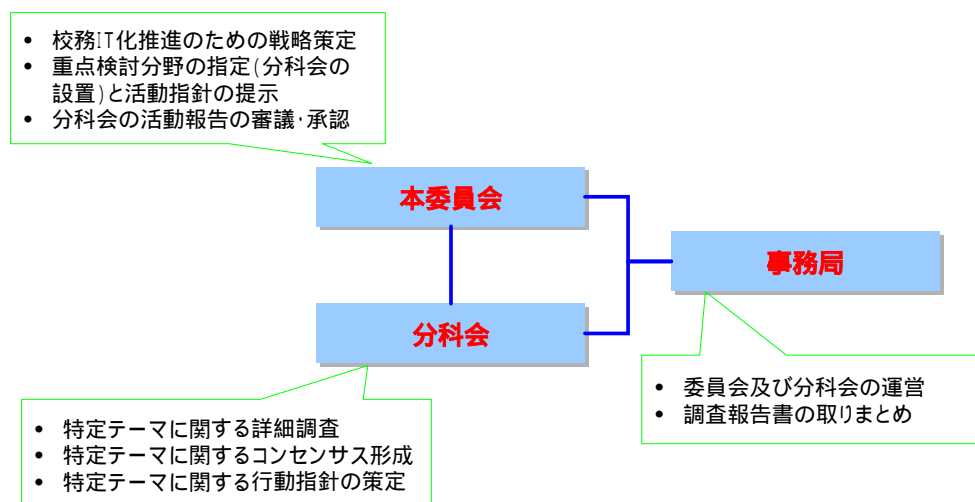 • 校務IT化推進のための戦略策定
• 重点検討分野の指定(分科会の
設置)と活動指針の提示
• 分科会の活動報告の審議・承認
本委員会
事務局
分科会
• 委員会及び分科会の運営
• 調査報告書の取りまとめ
• 特定テーマに関する詳細調査
• 特定テーマに関するコンセンサス形成
• 特定テーマに関する行動指針の策定